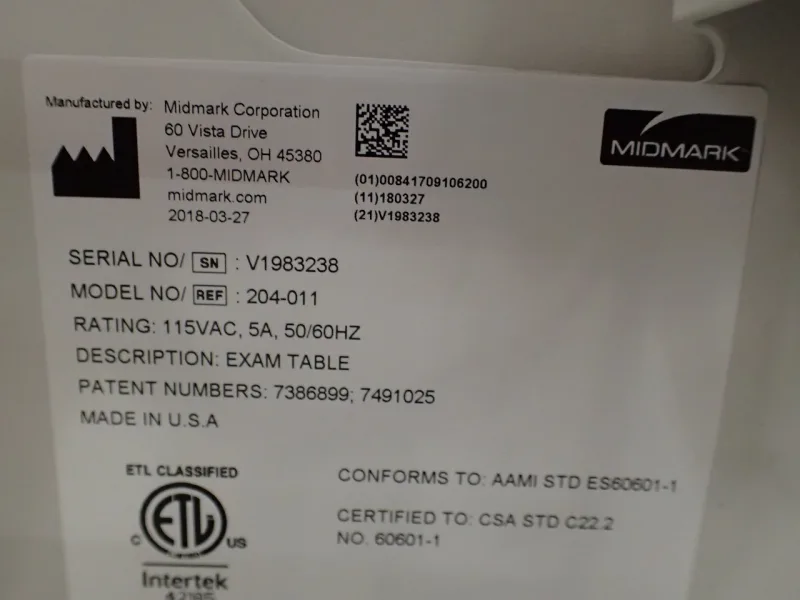 Manufactured by: Midmark Corporation
60 Vista Drive
Versailles, OH 45380
1-800-MIDMARK
midmark.com
2018-03-27
(01)00841709106200
(11)180327
(21)V1983238
MIDMARK
SERIAL NO/ SN : V1983238
MODEL NO/ REF : 204-011
RATING: 115VAC, 5A, 50/60HZ
DESCRIPTION: EXAM TABLE
PATENT NUMBERS: 7386899; 7491025
MADE IN U.S.A
ETL CLASSIFIED
ETL
C US
Intertek
CONFORMS TO: AAMI STD ES60601-1
CERTIFIED TO: CSA STD C22.2
NO. 60601-1